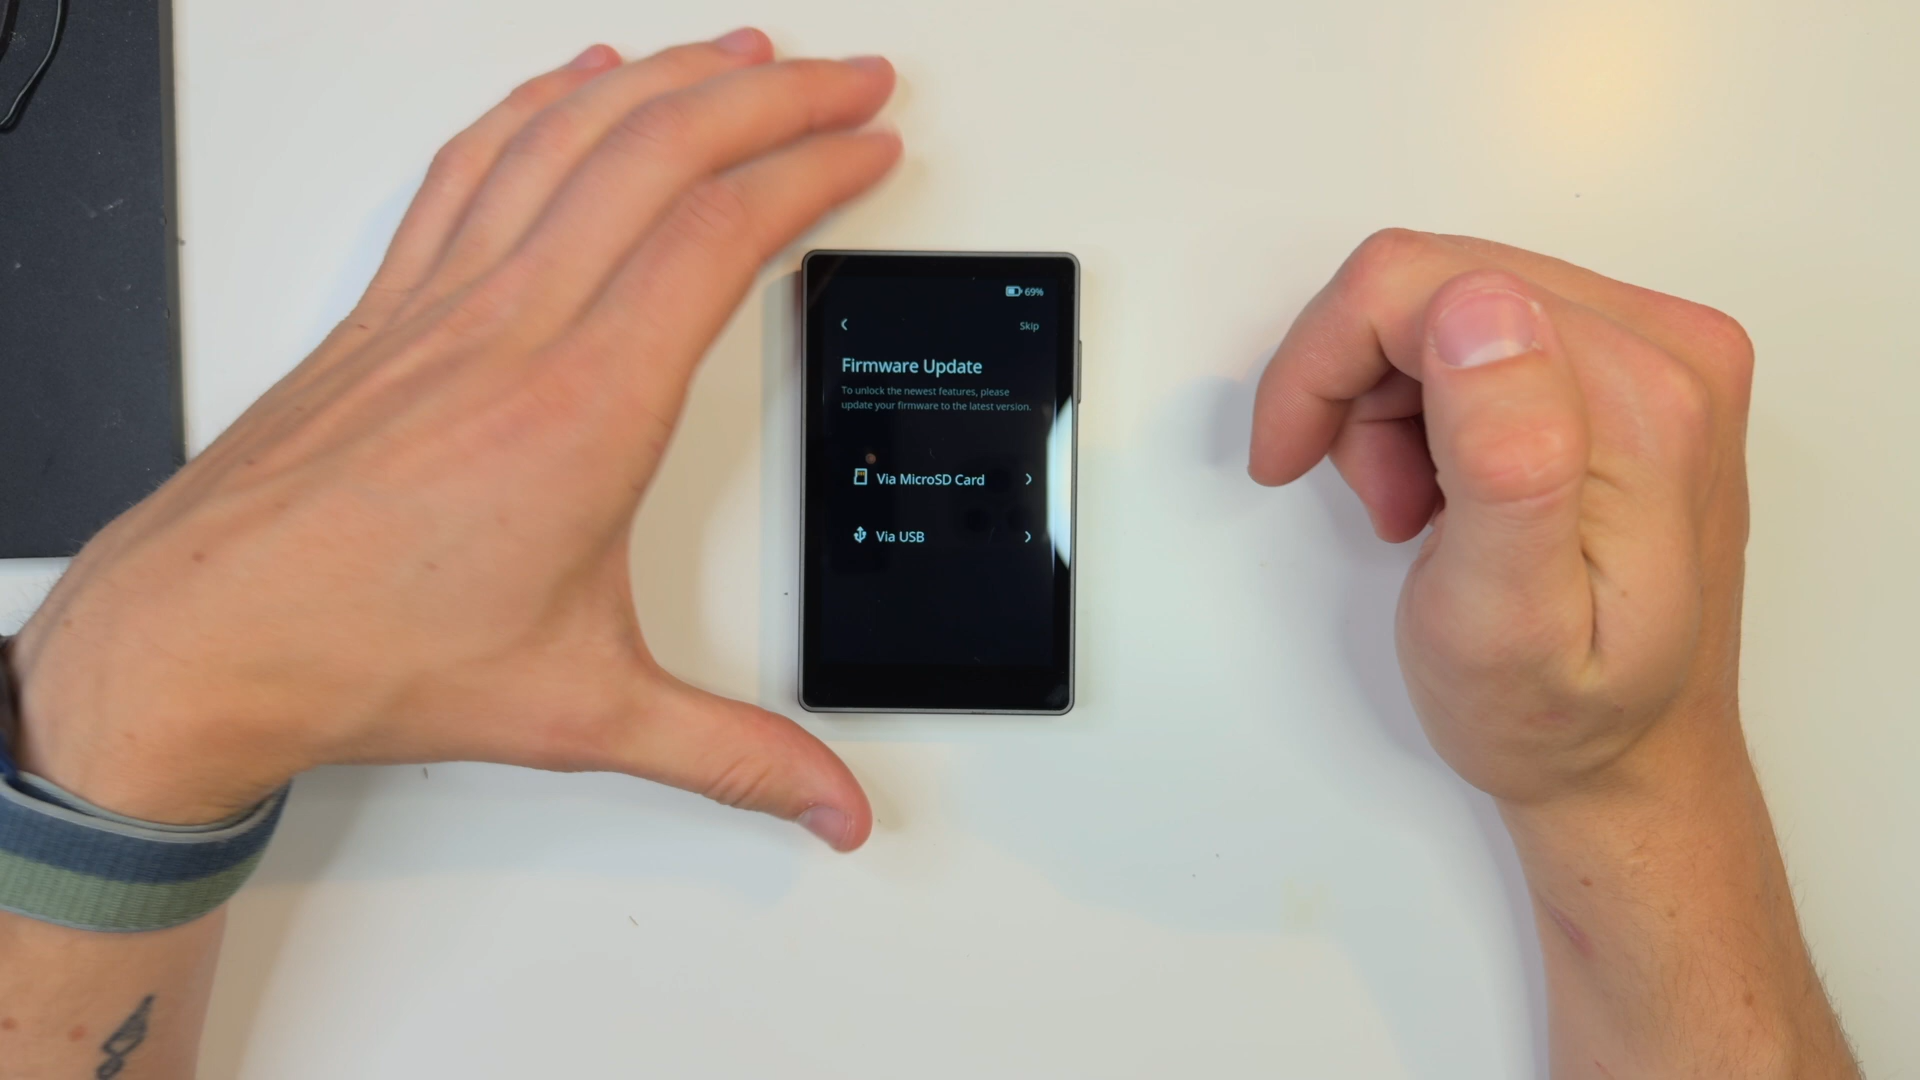 69%
Skip
Firmware Update
To unlock the newest features, please
update your firmware to the latest version.
Via MicroSD Card
Via USB